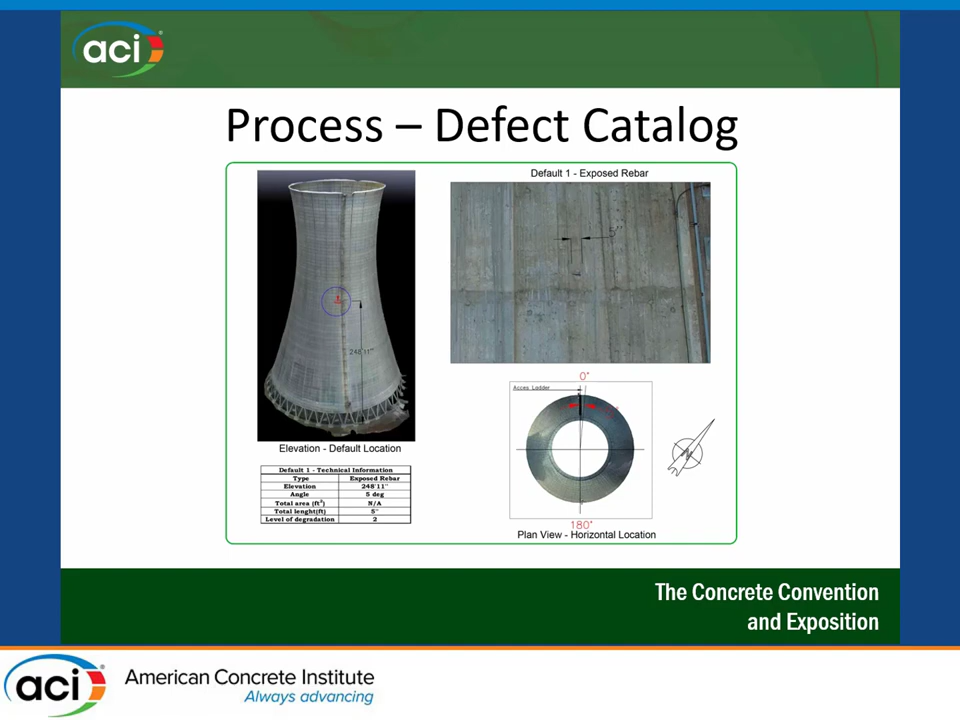 aci
Process – Defect Catalog
Default 1 - Exposed Rebar
5''
1
248'11''
Elevation - Default Location
0°
Acces Ladder
N
180°
Plan View - Horizontal Location
Default 1 - Technical Information
Type Exposed Rebar
Elevation 248'11''
Angle 5 deg
Total area (ft²) N/A
Total lenght(ft) 5''
Level of degradation 2
The Concrete Convention
and Exposition
aci
American Concrete Institute
Always advancing